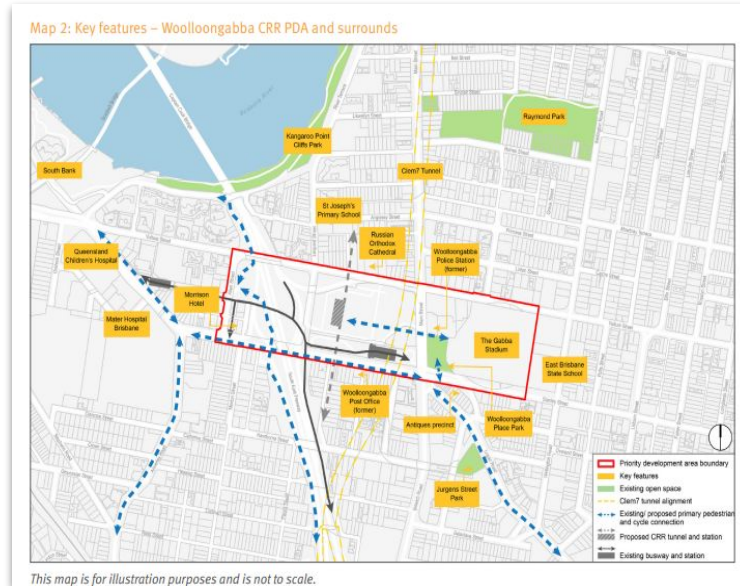 Map 2: Key features – Woolloongabba CRR PDA and surrounds
Raymond Park
Kangaroo Point
Cliffs Park
South Bank
Clem7 Tunnel
St Joseph's
Primary School
Russian
Orthodox
Cathedral
Woolloongabba
Police Station
(former)
Queensland
Children's Hospital
Morrison
Hotel
Mater Hospital
Brisbane
The Gabba
Stadium
East Brisbane
State School
Woolloongabba
Post Office
(former)
Woolloongabba
Place Park
Antiques precinct
Jurgens Street
Park
Priority development area boundary
Key features
Existing open space
Clem7 tunnel alignment
Existing/ proposed primary pedestrian
and cycle connection
Proposed CRR tunnel and station
Existing busway and station
This map is for illustration purposes and is not to scale.